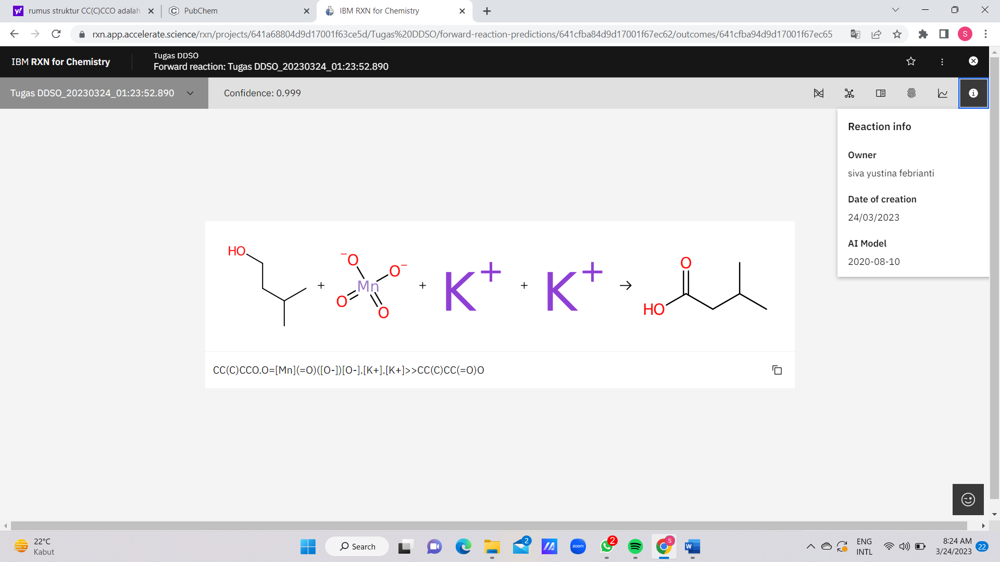 rumus struktur CC(C)CCO adalah
PubChem
IBM RXN for Chemistry
rxn.app.accelerate.science/rxn/projects/641a68804d9d17001f63ce5d/Tugas%20DDSO/forward-reaction-predictions/641cfba84d9d17001f67ec62/outcomes/641cfba94d9d17001f67ec65
S
IBM RXN for Chemistry
Tugas DDSO
Forward reaction: Tugas DDSO_20230324_01:23:52.890
Tugas DDSO_20230324_01:23:52.890
Confidence: 0.999
Reaction info
Owner
siva yustina febrianti
Date of creation
24/03/2023
AI Model
2020-08-10
HO
-O
O-
Mn
O
O
+
+
K+
+
K+
→
O
HO
CC(C)CCO.O=[Mn](=O)([O-])[O-].[K+].[K+]>>CC(C)CC(=O)O
22°C
Kabut
Search
2
zoom
2
S
W
ENG
INTL
8:24 AM
3/24/2023
22